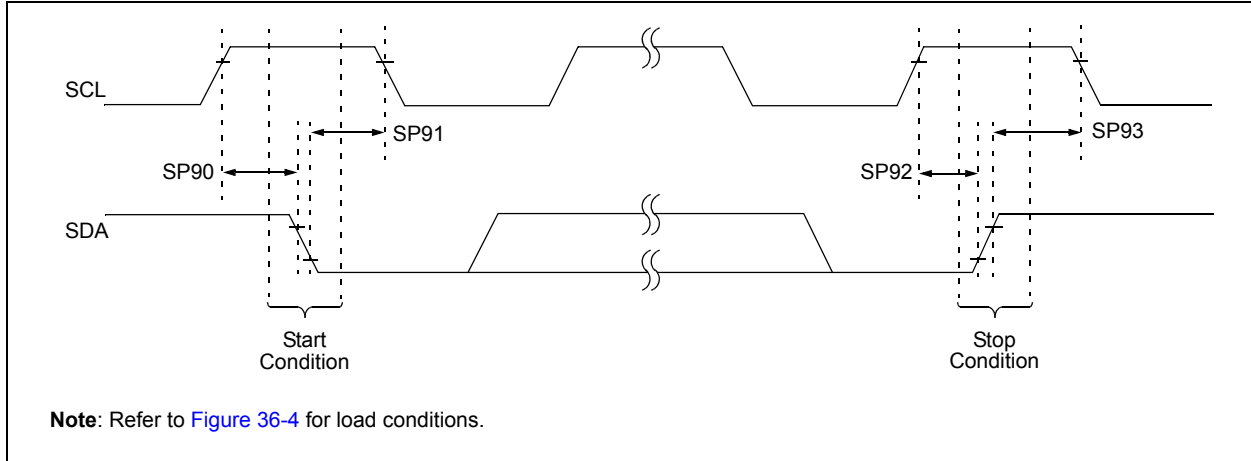 SCL
SP91
SP93
SP90
SP92
SDA
Start
Condition
Stop
Condition
Note: Refer to Figure 36-4 for load conditions.